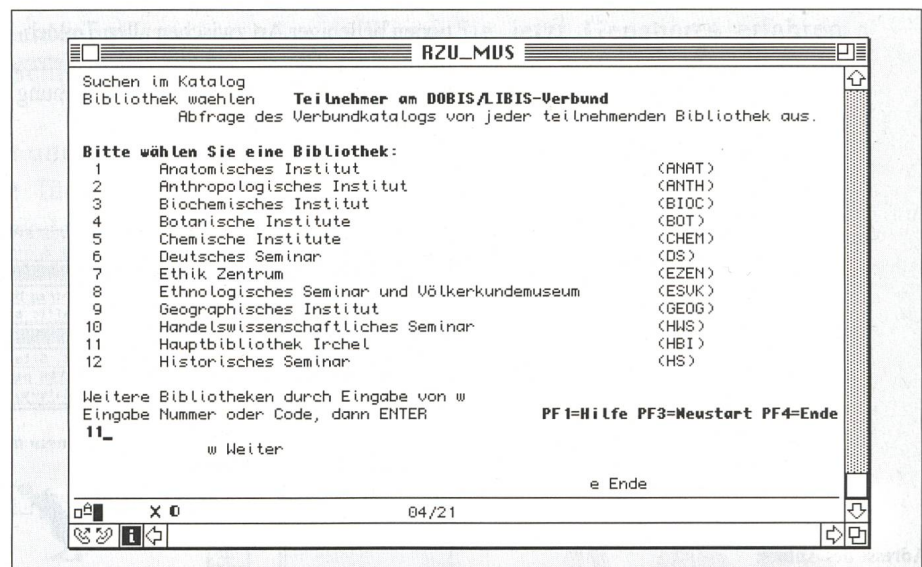 RZU_MVS
Suchen im Katalog
Bibliothek waehlen Teilnehmer am DOBIS/LIBIS-Verbund
Abfrage des Verbundkatalogs von jeder teilnehmenden Bibliothek aus.
Bitte wählen Sie eine Bibliothek:
1 Anatomisches Institut (ANAT)
2 Anthropologisches Institut (ANTH)
3 Biochemisches Institut (BIOC)
4 Botanische Institute (BOT)
5 Chemische Institute (CHEM)
6 Deutsches Seminar (DS)
7 Ethik Zentrum (EZEN)
8 Ethnologisches Seminar und Völkerkundemuseum (ESVK)
9 Geographisches Institut (GEOG)
10 Handelswissenschaftliches Seminar (HWS)
11 Hauptbibliothek Irchel (HBI)
12 Historisches Seminar (HS)
Weitere Bibliotheken durch Eingabe von w
Eingabe Nummer oder Code, dann ENTER PF1=Hilfe PF3=Neustart PF4=Ende
11_
w Weiter
e Ende
X 04/21